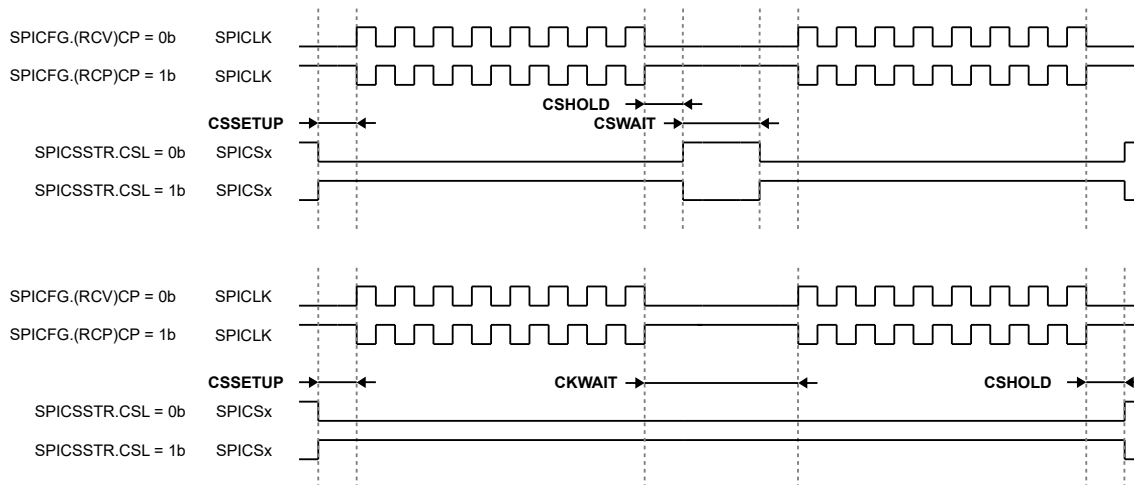 SPICFG.(RCV)CP = 0b SPICLK
SPICFG.(RCP)CP = 1b SPICLK
CSHOLD
CSSETUP CSWAIT
SPICSSTR.CSL = 0b SPICSx
SPICSSTR.CSL = 1b SPICSx
SPICFG.(RCV)CP = 0b SPICLK
SPICFG.(RCP)CP = 1b SPICLK
CSSETUP CKWAIT CSHOLD
SPICSSTR.CSL = 0b SPICSx
SPICSSTR.CSL = 1b SPICSx